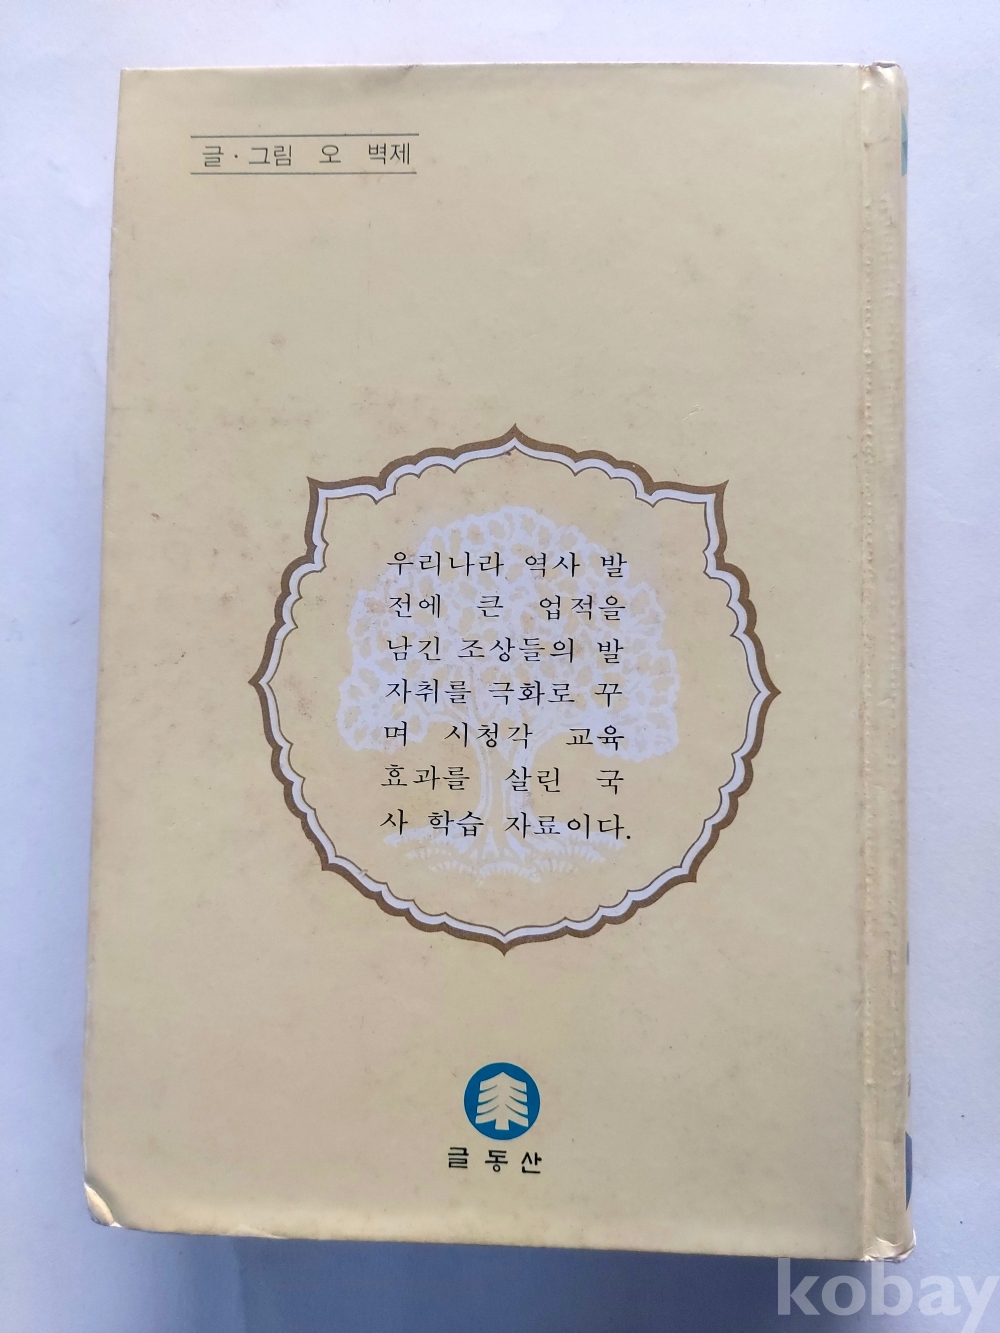 글·그림 오 벽제
우리나라 역사 발
전에 큰 업적을
남긴 조상들의 발
자취를 극화로 꾸
며 시청각 교육
효과를 살린 국
사 학습 자료이다.
글동산
kobay